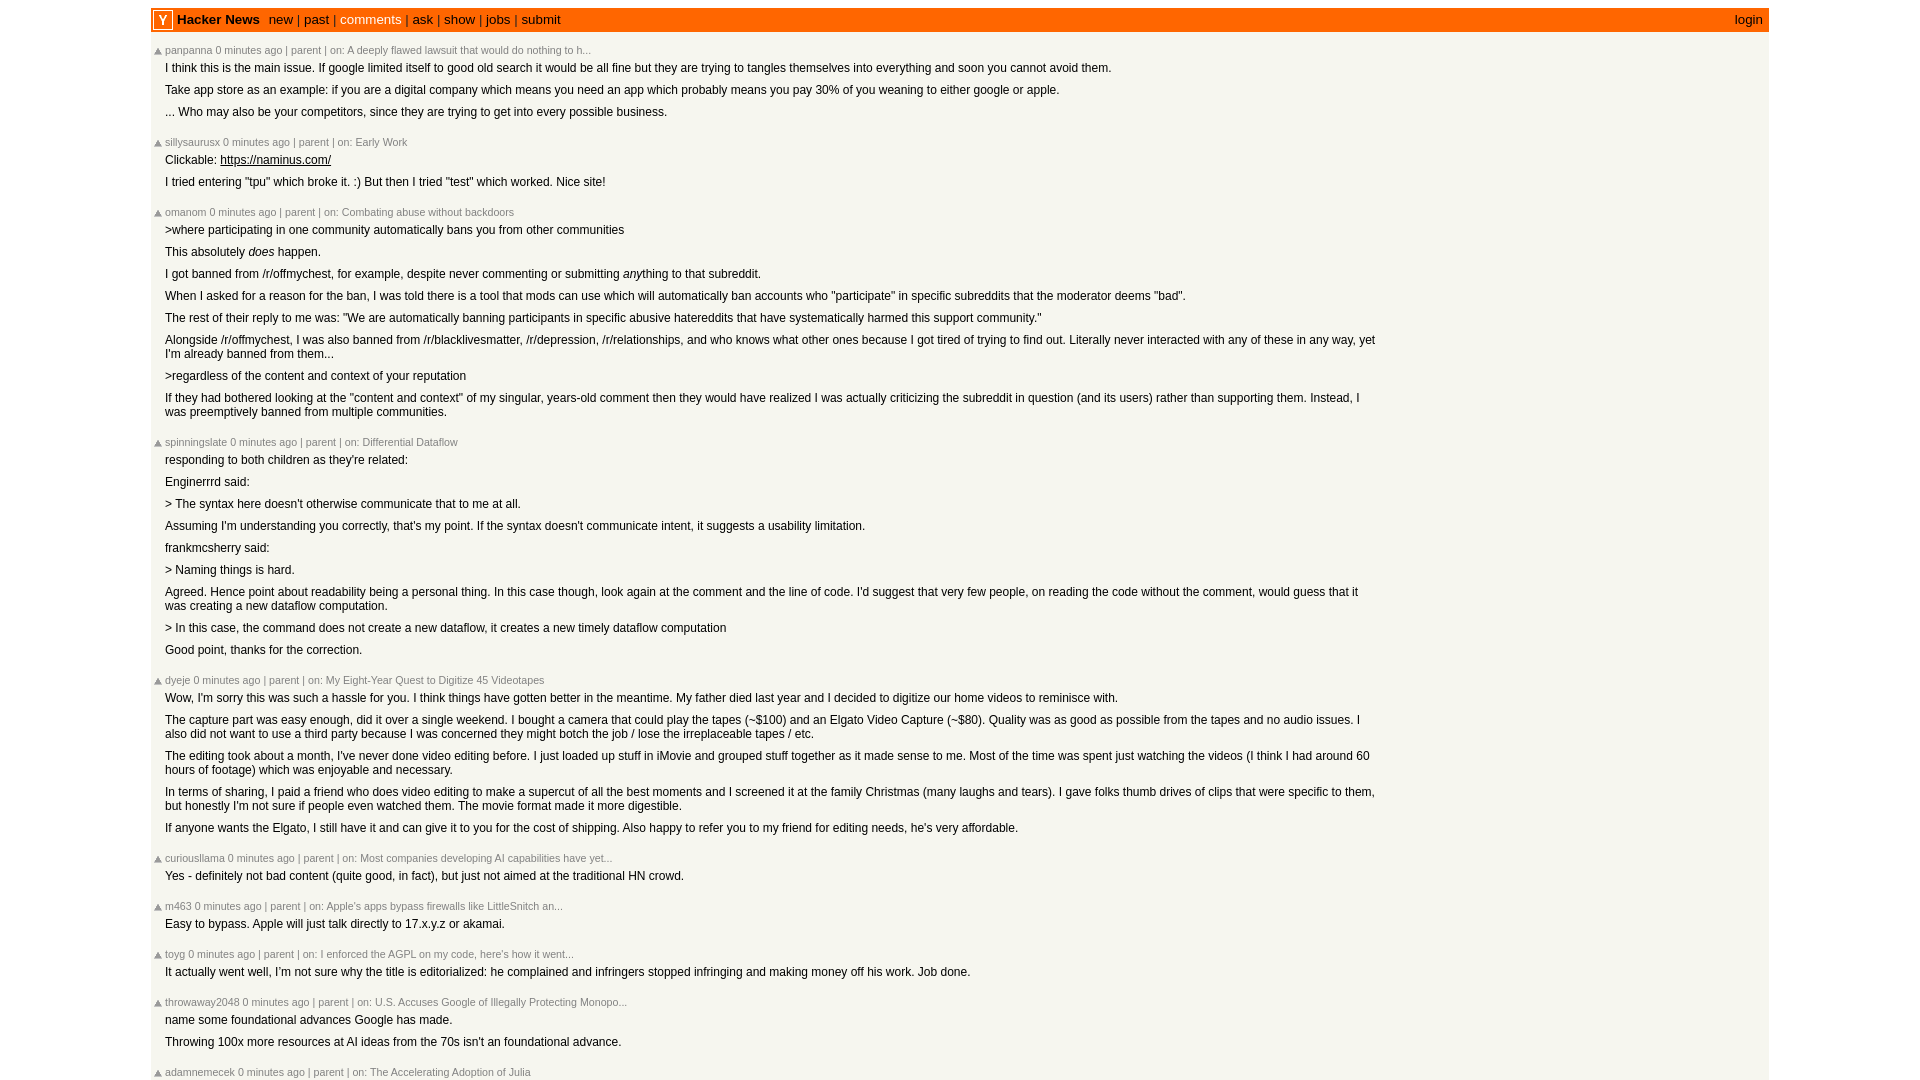 Y Hacker News new | past | comments | ask | show | jobs | submit login
panpanna 0 minutes ago | parent | on: A deeply flawed lawsuit that would do nothing to h...
I think this is the main issue. If google limited itself to good old search it would be all fine but they are trying to tangles themselves into everything and soon you cannot avoid them.
Take app store as an example: if you are a digital company which means you need an app which probably means you pay 30% of you weaning to either google or apple.
... Who may also be your competitors, since they are trying to get into every possible business.
sillysaurusx 0 minutes ago | parent | on: Early Work
Clickable: https://naminus.com/
I tried entering "tpu" which broke it. :) But then I tried "test" which worked. Nice site!
omanom 0 minutes ago | parent | on: Combating abuse without backdoors
>where participating in one community automatically bans you from other communities
This absolutely does happen.
I got banned from /r/offmychest, for example, despite never commenting or submitting anything to that subreddit.
When I asked for a reason for the ban, I was told there is a tool that mods can use which will automatically ban accounts who "participate" in specific subreddits that the moderator deems "bad".
The rest of their reply to me was: "We are automatically banning participants in specific abusive hatereddits that have systematically harmed this support community."
Alongside /r/offmychest, I was also banned from /r/blacklivesmatter, /r/depression, /r/relationships, and who knows what other ones because I got tired of trying to find out. Literally never interacted with any of these in any way, yet
I'm already banned from them...
>regardless of the content and context of your reputation
If they had bothered looking at the "content and context" of my singular, years-old comment then they would have realized I was actually criticizing the subreddit in question (and its users) rather than supporting them. Instead, I
was preemptively banned from multiple communities.
spinningslate 0 minutes ago | parent | on: Differential Dataflow
responding to both children as they're related:
Enginerrrd said:
> The syntax here doesn't otherwise communicate that to me at all.
Assuming I'm understanding you correctly, that's my point. If the syntax doesn't communicate intent, it suggests a usability limitation.
frankmcsherry said:
> Naming things is hard.
Agreed. Hence point about readability being a personal thing. In this case though, look again at the comment and the line of code. I'd suggest that very few people, on reading the code without the comment, would guess that it
was creating a new dataflow computation.
> In this case, the command does not create a new dataflow, it creates a new timely dataflow computation
Good point, thanks for the correction.
dyeje 0 minutes ago | parent | on: My Eight-Year Quest to Digitize 45 Videotapes
Wow, I'm sorry this was such a hassle for you. I think things have gotten better in the meantime. My father died last year and I decided to digitize our home videos to reminisce with.
The capture part was easy enough, did it over a single weekend. I bought a camera that could play the tapes (~$100) and an Elgato Video Capture (~$80). Quality was as good as possible from the tapes and no audio issues. I
also did not want to use a third party because I was concerned they might botch the job / lose the irreplaceable tapes / etc.
The editing took about a month, I've never done video editing before. I just loaded up stuff in iMovie and grouped stuff together as it made sense to me. Most of the time was spent just watching the videos (I think I had around 60
hours of footage) which was enjoyable and necessary.
In terms of sharing, I paid a friend who does video editing to make a supercut of all the best moments and I screened it at the family Christmas (many laughs and tears). I gave folks thumb drives of clips that were specific to them,
but honestly I'm not sure if people even watched them. The movie format made it more digestible.
If anyone wants the Elgato, I still have it and can give it to you for the cost of shipping. Also happy to refer you to my friend for editing needs, he's very affordable.
curiousllama 0 minutes ago | parent | on: Most companies developing AI capabilities have yet...
Yes - definitely not bad content (quite good, in fact), but just not aimed at the traditional HN crowd.
m463 0 minutes ago | parent | on: Apple's apps bypass firewalls like LittleSnitch an...
Easy to bypass. Apple will just talk directly to 17.x.y.z or akamai.
toyg 0 minutes ago | parent | on: I enforced the AGPL on my code, here's how it went...
It actually went well, I'm not sure why the title is editorialized: he complained and infringers stopped infringing and making money off his work. Job done.
throwaway2048 0 minutes ago | parent | on: U.S. Accuses Google of Illegally Protecting Monopo...
name some foundational advances Google has made.
Throwing 100x more resources at AI ideas from the 70s isn't an foundational advance.
adamnemecek 0 minutes ago | parent | on: The Accelerating Adoption of Julia